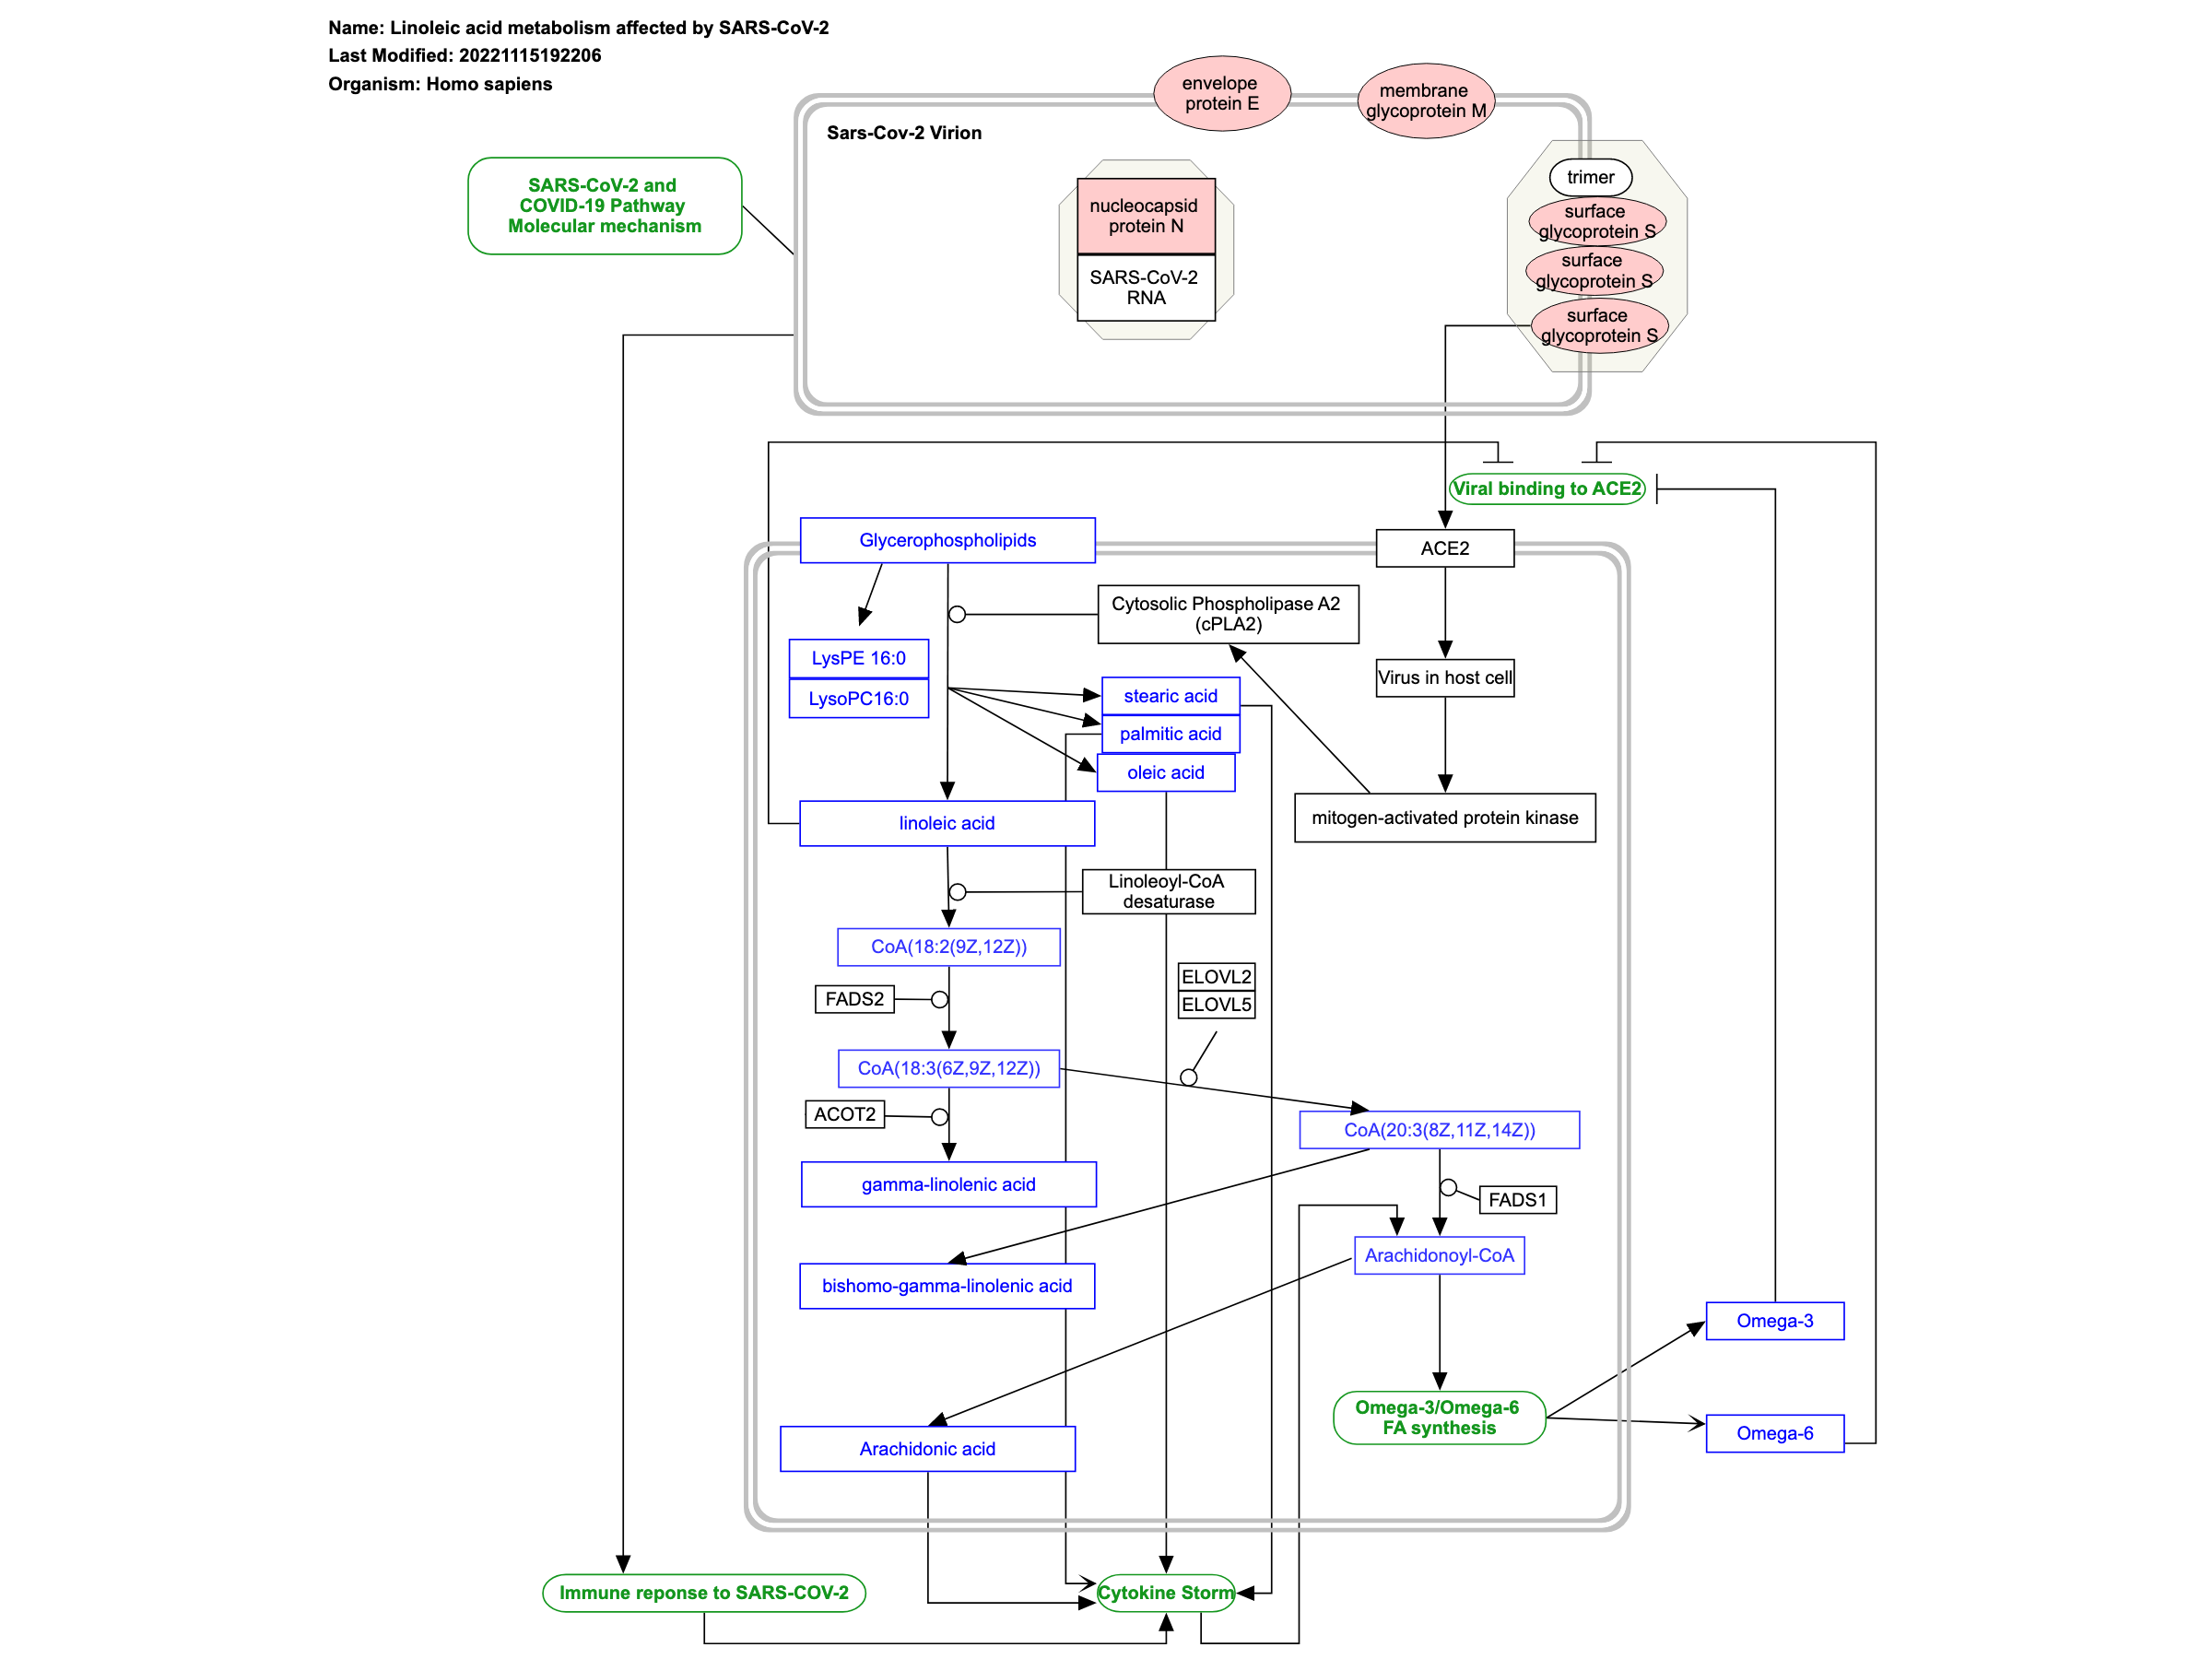 Name: Linoleic acid metabolism affected by SARS-CoV-2
Last Modified: 20221115192206
Organism: Homo sapiens
envelope
protein E
membrane
glycoprotein M
Sars-Cov-2 Virion
SARS-CoV-2 and
COVID-19 Pathway
Molecular mechanism
nucleocapsid
protein N
SARS-CoV-2
RNA
trimer
surface
glycoprotein S
surface
glycoprotein S
surface
glycoprotein S
Viral binding to ACE2
Glycerophospholipids
ACE2
Cytosolic Phospholipase A2
(cPLA2)
LysPE 16:0
LysoPC16:0
stearic acid
palmitic acid
oleic acid
Virus in host cell
linoleic acid
mitogen-activated protein kinase
Linoleoyl-CoA
desaturase
CoA(18:2(9Z,12Z))
FADS2
ELOVL2
ELOVL5
CoA(18:3(6Z,9Z,12Z))
ACOT2
CoA(20:3(8Z,11Z,14Z))
gamma-linolenic acid
FADS1
Arachidonoyl-CoA
bishomo-gamma-linolenic acid
Omega-3
Omega-3/Omega-6
FA synthesis
Omega-6
Arachidonic acid
Immune reponse to SARS-COV-2
Cytokine Storm